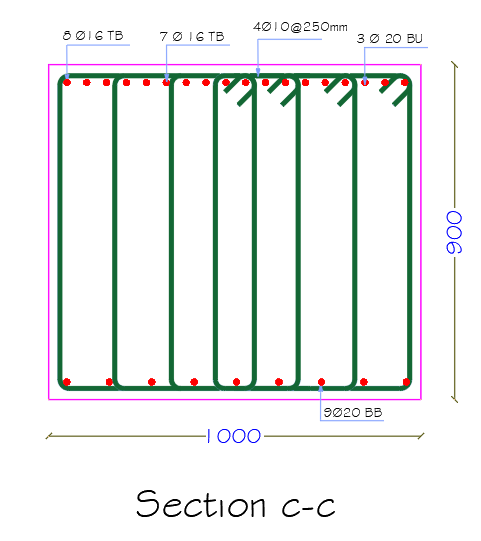 8 Ø16 TB
7 Ø 16 TB
4Ø10@250mm
3 Ø 20 BU
900
9Ø20 BB
1000
Section c-c